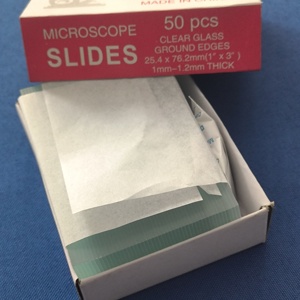 MADE IN
MICROSCOPE
SLIDES
50 pcs
CLEAR GLASS
GROUND EDGES
25.4 x 76.2mm(1" x 3")
1mm-1.2mm THICK